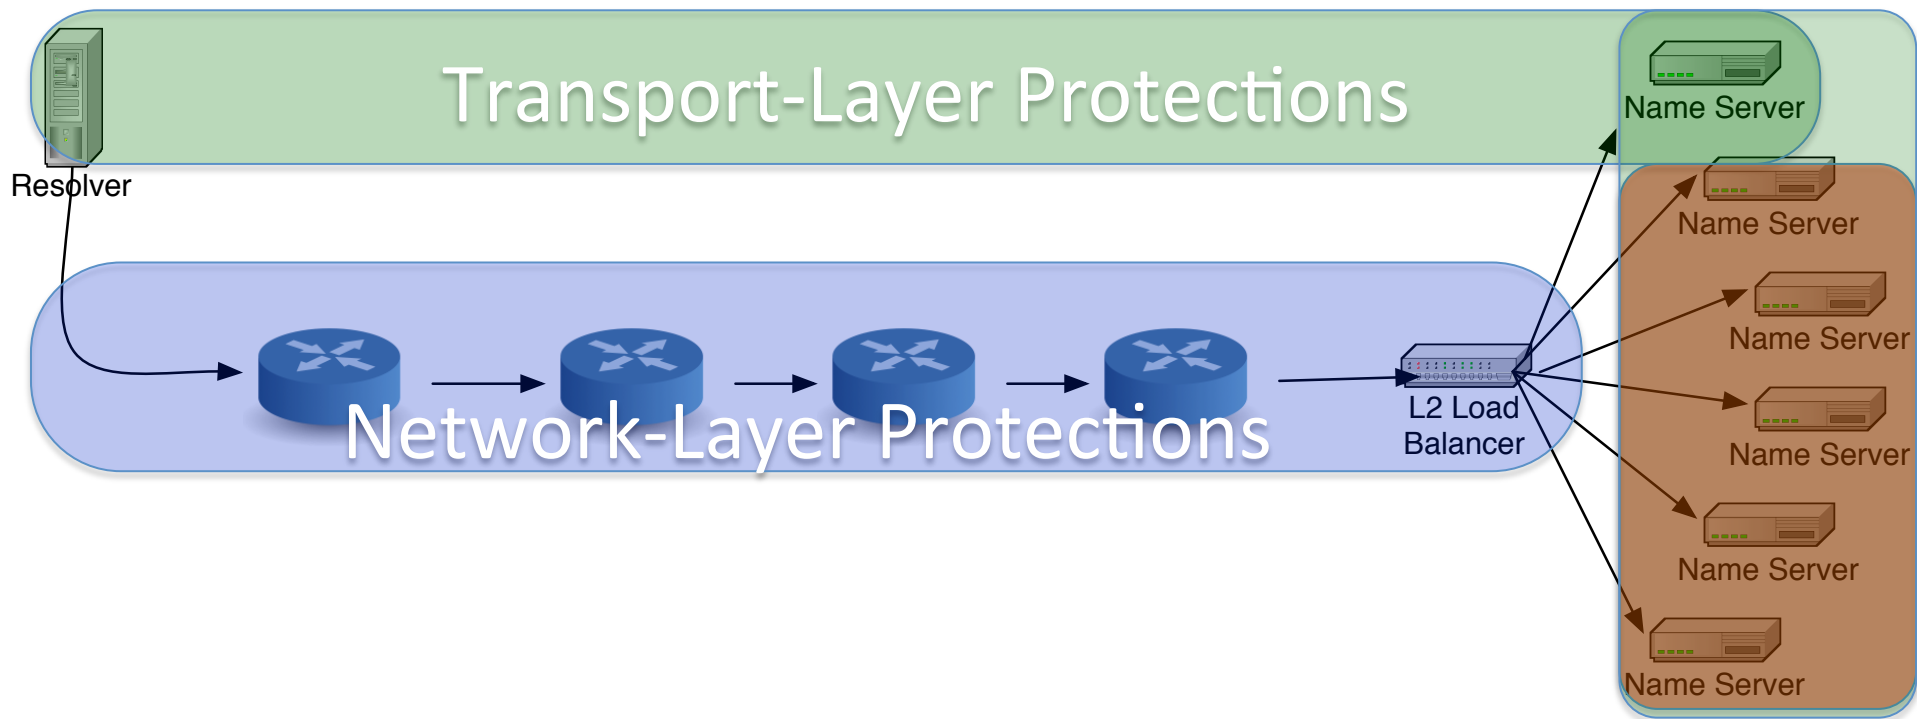 Transport-Layer Protections
Name Server
Resolver
Name Server
Name Server
L2 Load
Balancer
Network-Layer Protections
Name Server
Name Server
Name Server